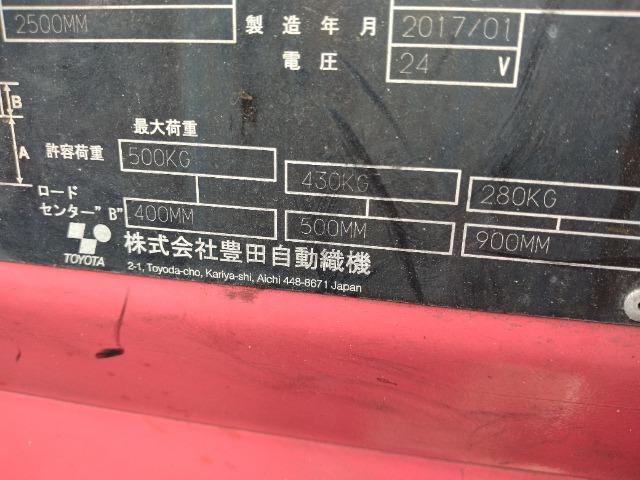 2500MM 製造年月 2017/01
電圧 24 V
B
最大荷重
A 許容荷重 500KG 430KG 280KG
ロード
センター"B" 400MM 500MM 900MM
TOYOTA 株式会社豊田自動織機
2-1, Toyoda-cho, Kariya-shi, Aichi 448-8671 Japan